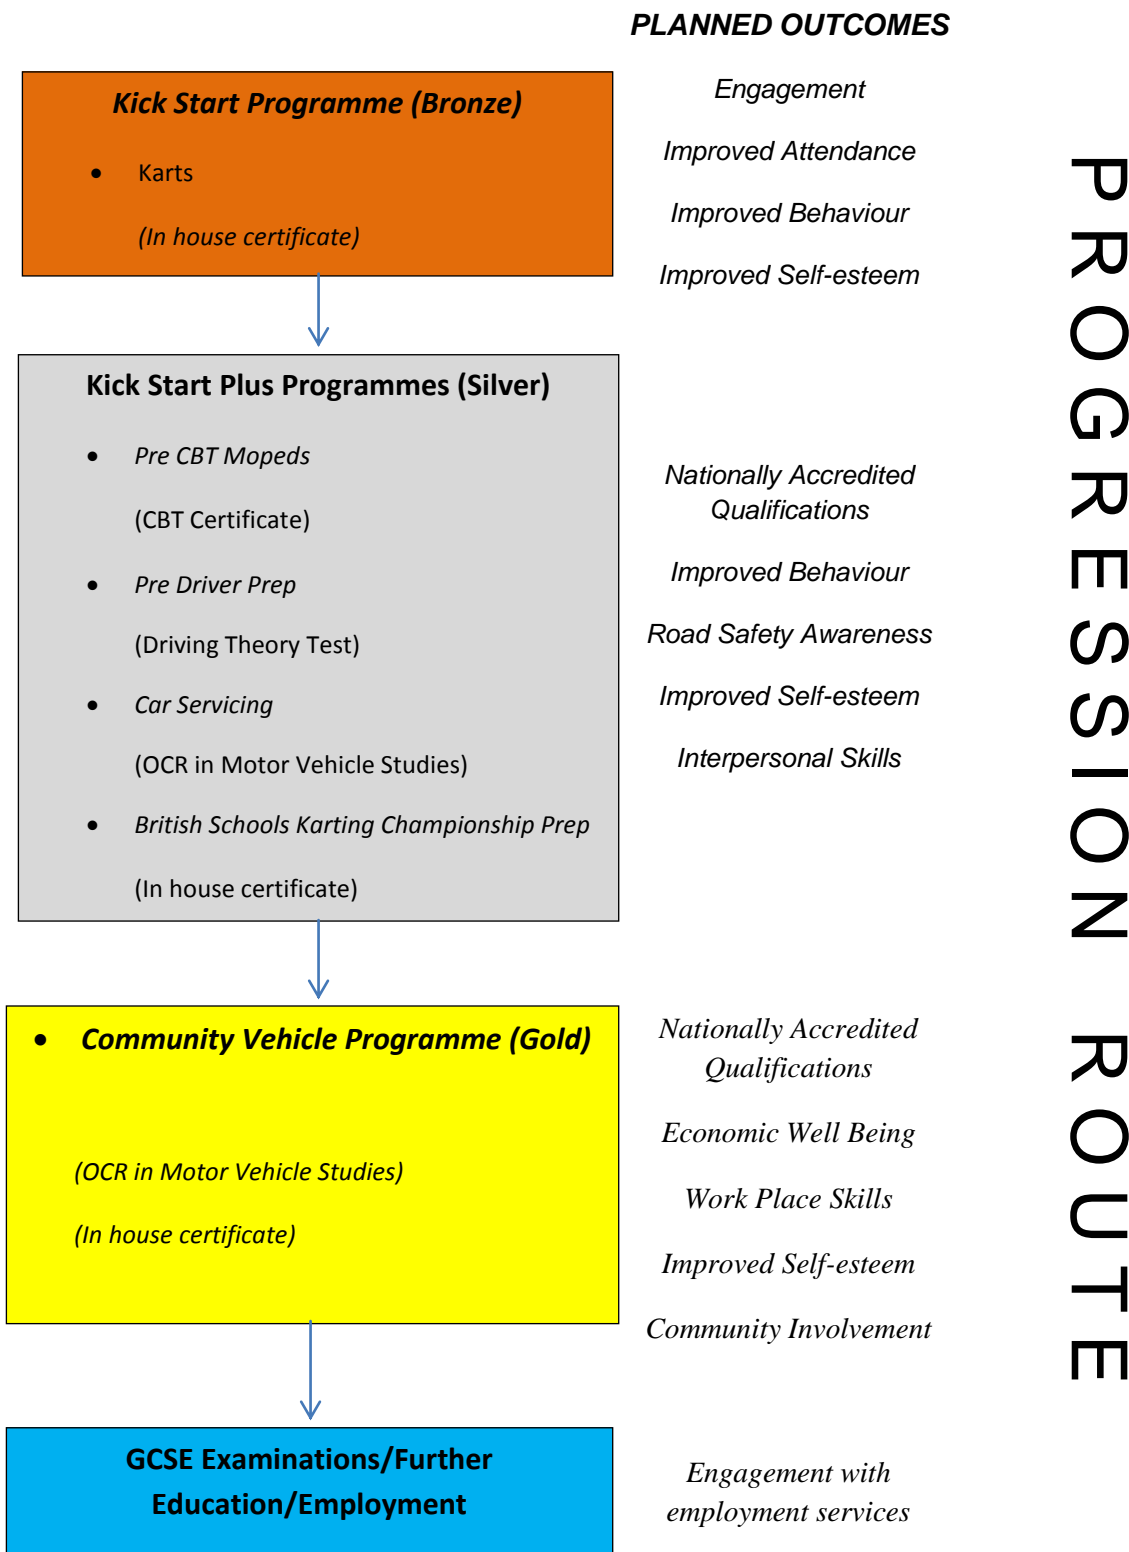 PLANNED OUTCOMES
Kick Start Programme (Bronze)
• Karts
(In house certificate)
Engagement
Improved Attendance
Improved Behaviour
Improved Self-esteem
Kick Start Plus Programmes (Silver)
• Pre CBT Mopeds
(CBT Certificate)
• Pre Driver Prep
(Driving Theory Test)
• Car Servicing
(OCR in Motor Vehicle Studies)
• British Schools Karting Championship Prep
(In house certificate)
Nationally Accredited
Qualifications
Improved Behaviour
Road Safety Awareness
Improved Self-esteem
Interpersonal Skills
• Community Vehicle Programme (Gold)
(OCR in Motor Vehicle Studies)
(In house certificate)
Nationally Accredited
Qualifications
Economic Well Being
Work Place Skills
Improved Self-esteem
Community Involvement
GCSE Examinations/Further
Education/Employment
Engagement with
employment services
PROGRESSION ROUTE